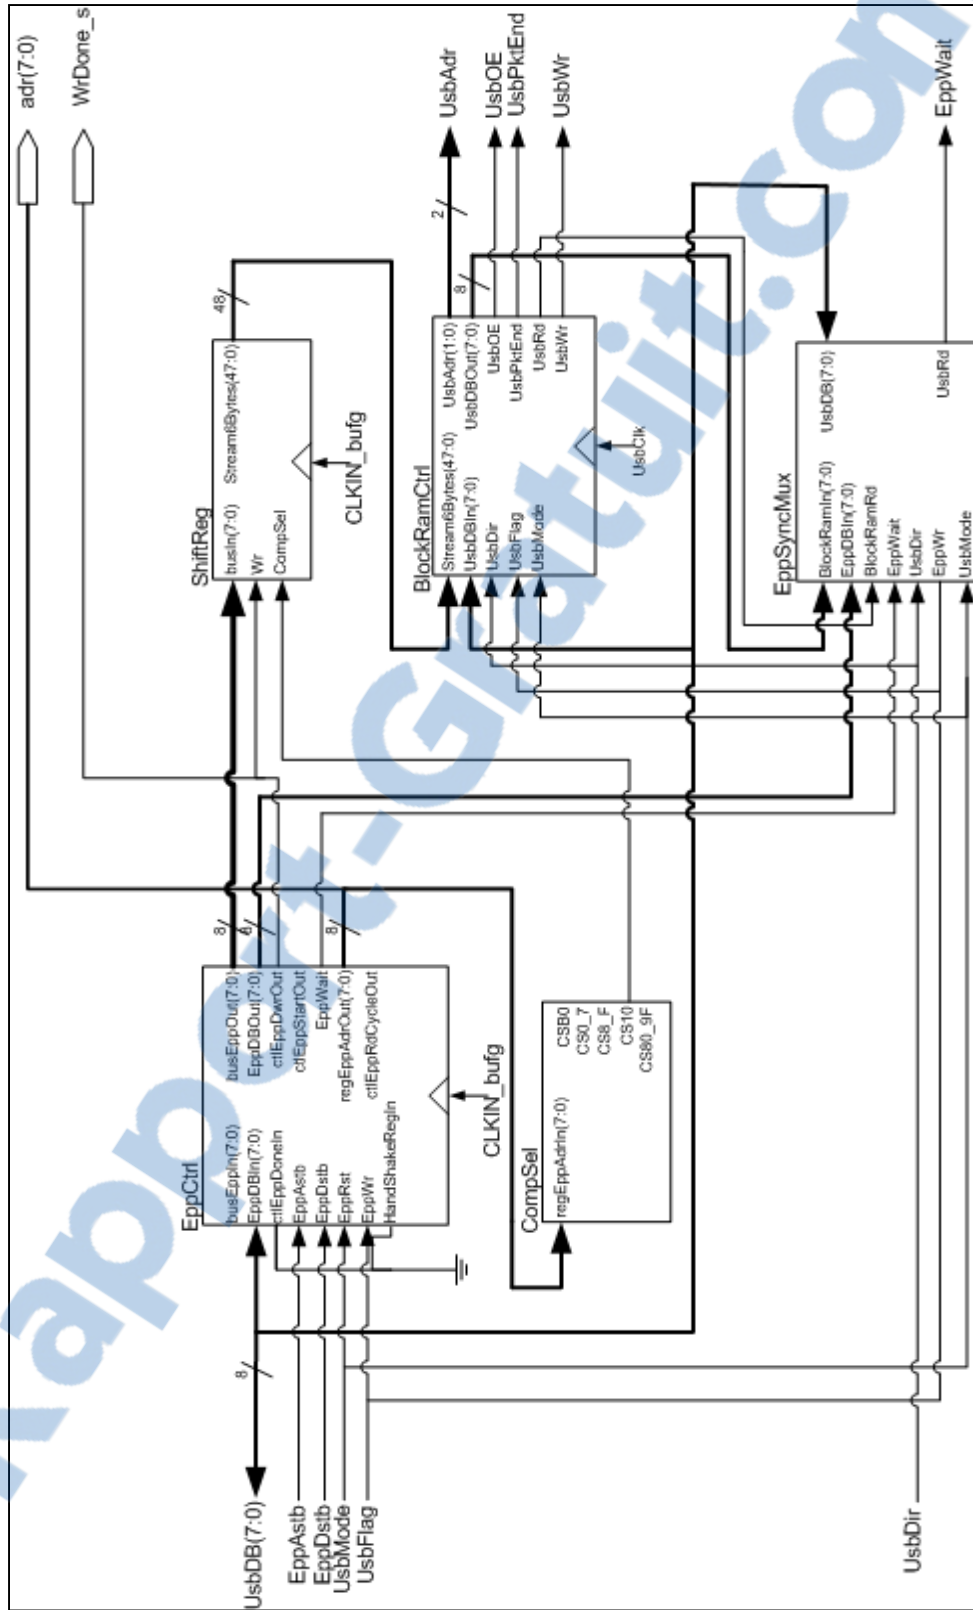 adr(7:0)
WrDone_s
ShiftReg
busIn(7:0)
Wr
CompSel
Stream6Bytes(47:0)
48
CLKIN_bufg
EppCtrl
busEppIn(7:0)
EppDBIn(7:0)
ctlEppDoneIn
EppAstb
EppDstb
EppRst
EppWr
HandShakeRegIn
busEppOut(7:0)
EppDBOut(7:0)
ctlEppDwrOut
ctlEppStartOut
EppWait
regEppAdrOut(7:0)
ctlEppRdCycleOut
8
8
8
CLKIN_bufg
UsbDB(7:0)
8
EppAstb
EppDstb
UsbMode
UsbFlag
UsbDir
CompSel
regEppAdrIn(7:0)
CSB0
CS0_7
CS8_F
CS10
CS80_9F
BlockRamCtrl
Stream6Bytes(47:0)
UsbDBIn(7:0)
UsbDir
UsbFlag
UsbMode
UsbAdr(1:0)
UsbDBOut(7:0)
UsbOE
UsbPktEnd
UsbRd
UsbWr
UsbClk
2
8
UsbAdr
UsbOE
UsbPktEnd
UsbWr
EppSyncMux
BlockRamIn(7:0)
EppDBIn(7:0)
BlockRamRd
EppWait
UsbDir
EppWr
UsbMode
UsbDB(7:0)
UsbRd
EppWait
Rapport-Gratuit.com